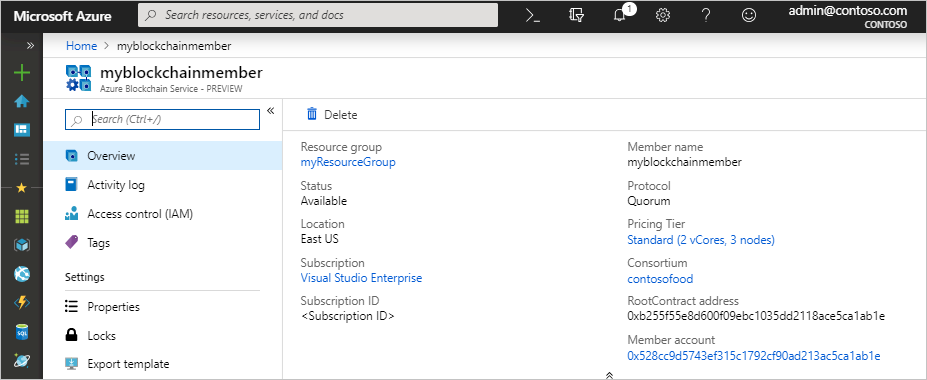 Microsoft Azure
Search resources, services, and docs
1
admin@contoso.com
CONTOSO
Home > myblockchainmember
myblockchainmember
Azure Blockchain Service - PREVIEW
Search (Ctrl+/)
Overview
Activity log
Access control (IAM)
Tags
Settings
Properties
Locks
Export template
Delete
Resource group
myResourceGroup
Status
Available
Location
East US
Subscription
Visual Studio Enterprise
Subscription ID
<Subscription ID>
Member name
myblockchainmember
Protocol
Quorum
Pricing Tier
Standard (2 vCores, 3 nodes)
Consortium
contosofood
RootContract address
0xb255f55e8d600f09ebc1035dd2118ace5ca1ab1e
Member account
0x528cc9d5743ef315c1792cf90ad213ac5ca1ab1e